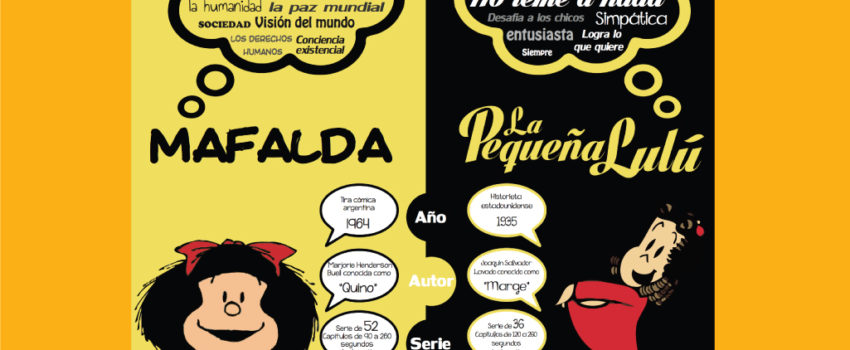 la humanidad la paz mundial
SOCIEDAD Visión del mundo
LOS DERECHOS HUMANOS Conciencia existencial
No teme a nada
Desafía a los chicos Simpática
entusiasta Logra lo que quiere
Siempre
MAFALDA
La
Pequeña Lulú
Tira cómica
argentina
1964
Año
Historieta
estadounidense
1935
Marjorie Henderson
Buell conocida como
"Quino"
Autor
Joaquín Salvador
Lavado conocido como
"Marge"
Serie de 52
Capítulos de 90 a 260
segundos
Serie
Serie de 36
Capítulos de 120 a 260
segundos